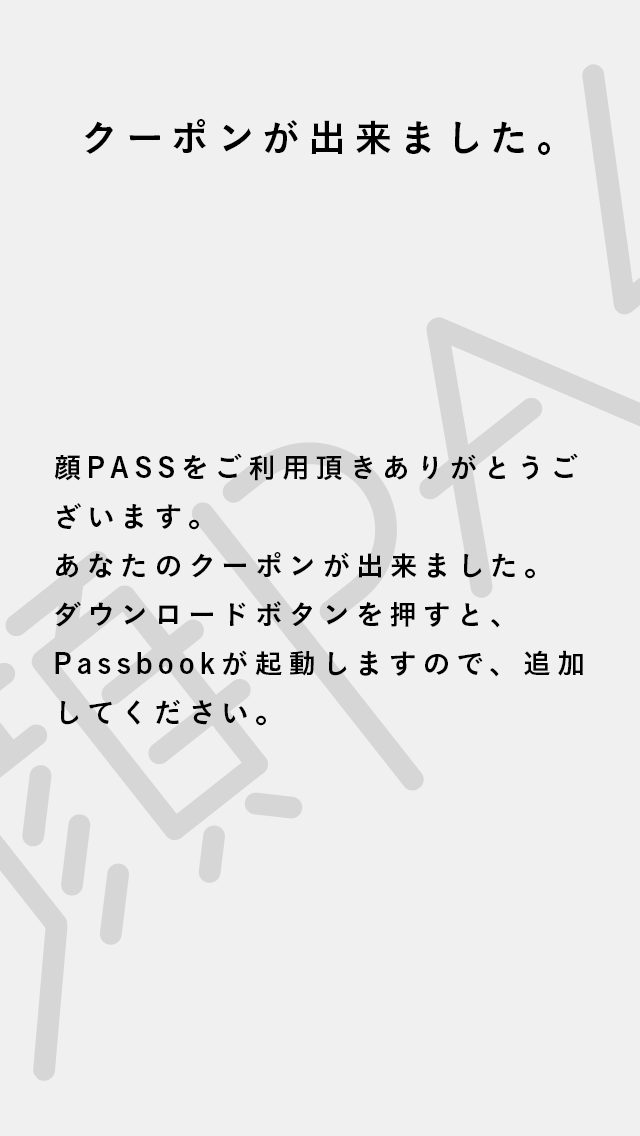 クーポンが出来ました。
顔PASSをご利用頂きありがとうご
ざいます。
あなたのクーポンが出来ました。
ダウンロードボタンを押すと、
Passbookが起動しますので、追加
してください。
顔PAS